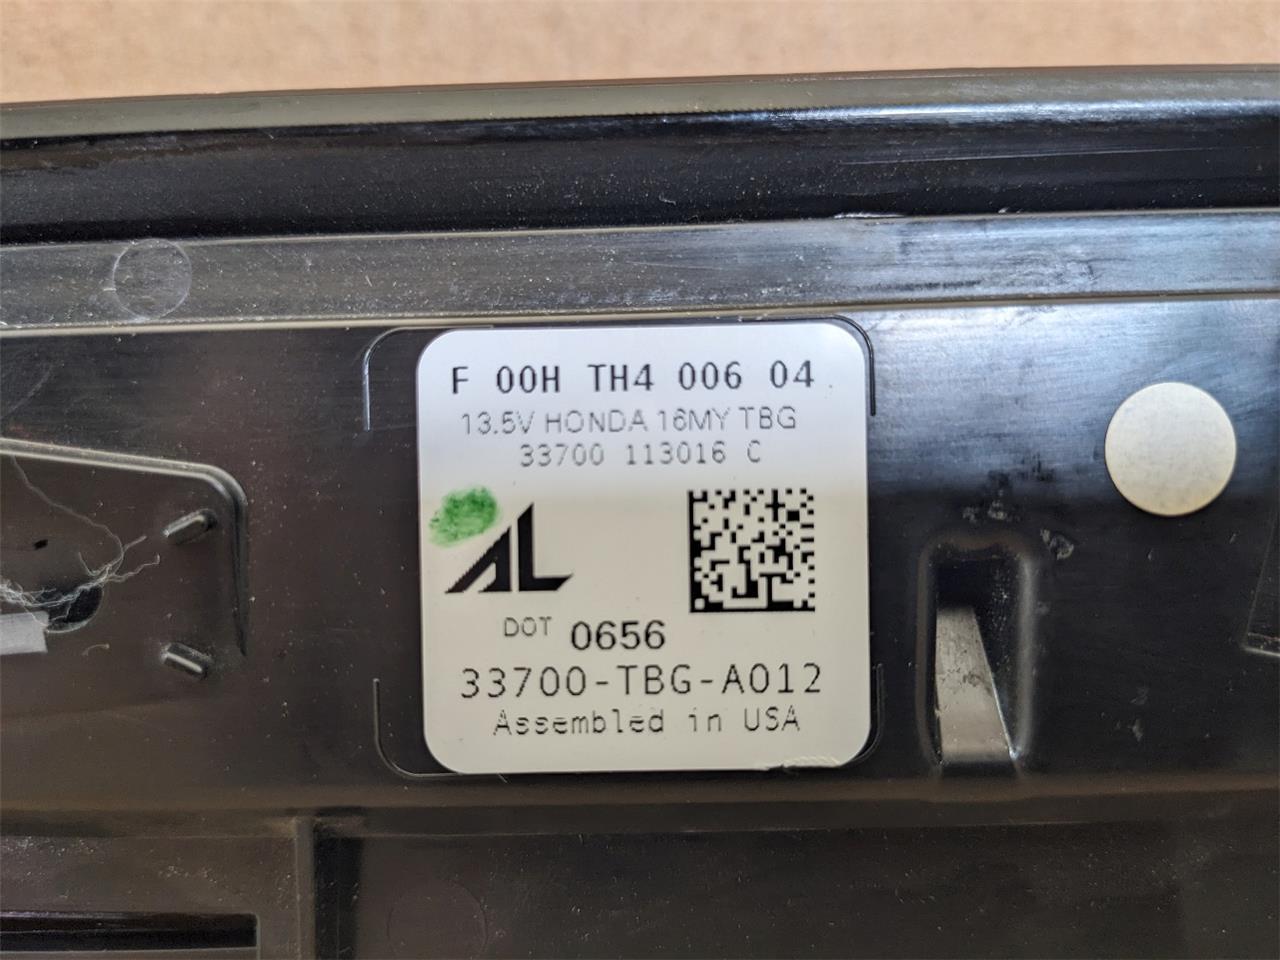 F 00H TH4 006 04
13.5V HONDA 16MY TBG
33700 113016 C
AL
DOT 0656
33700-TBG-A012
Assembled in USA